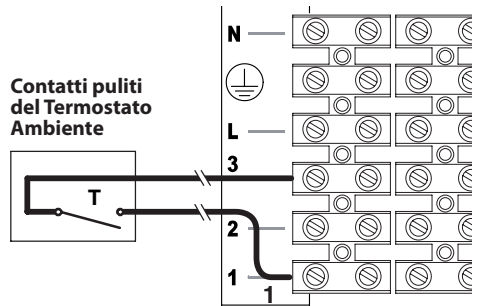 Contatti puliti
del Termostato
Ambiente
T
N
L
3
2
1
1